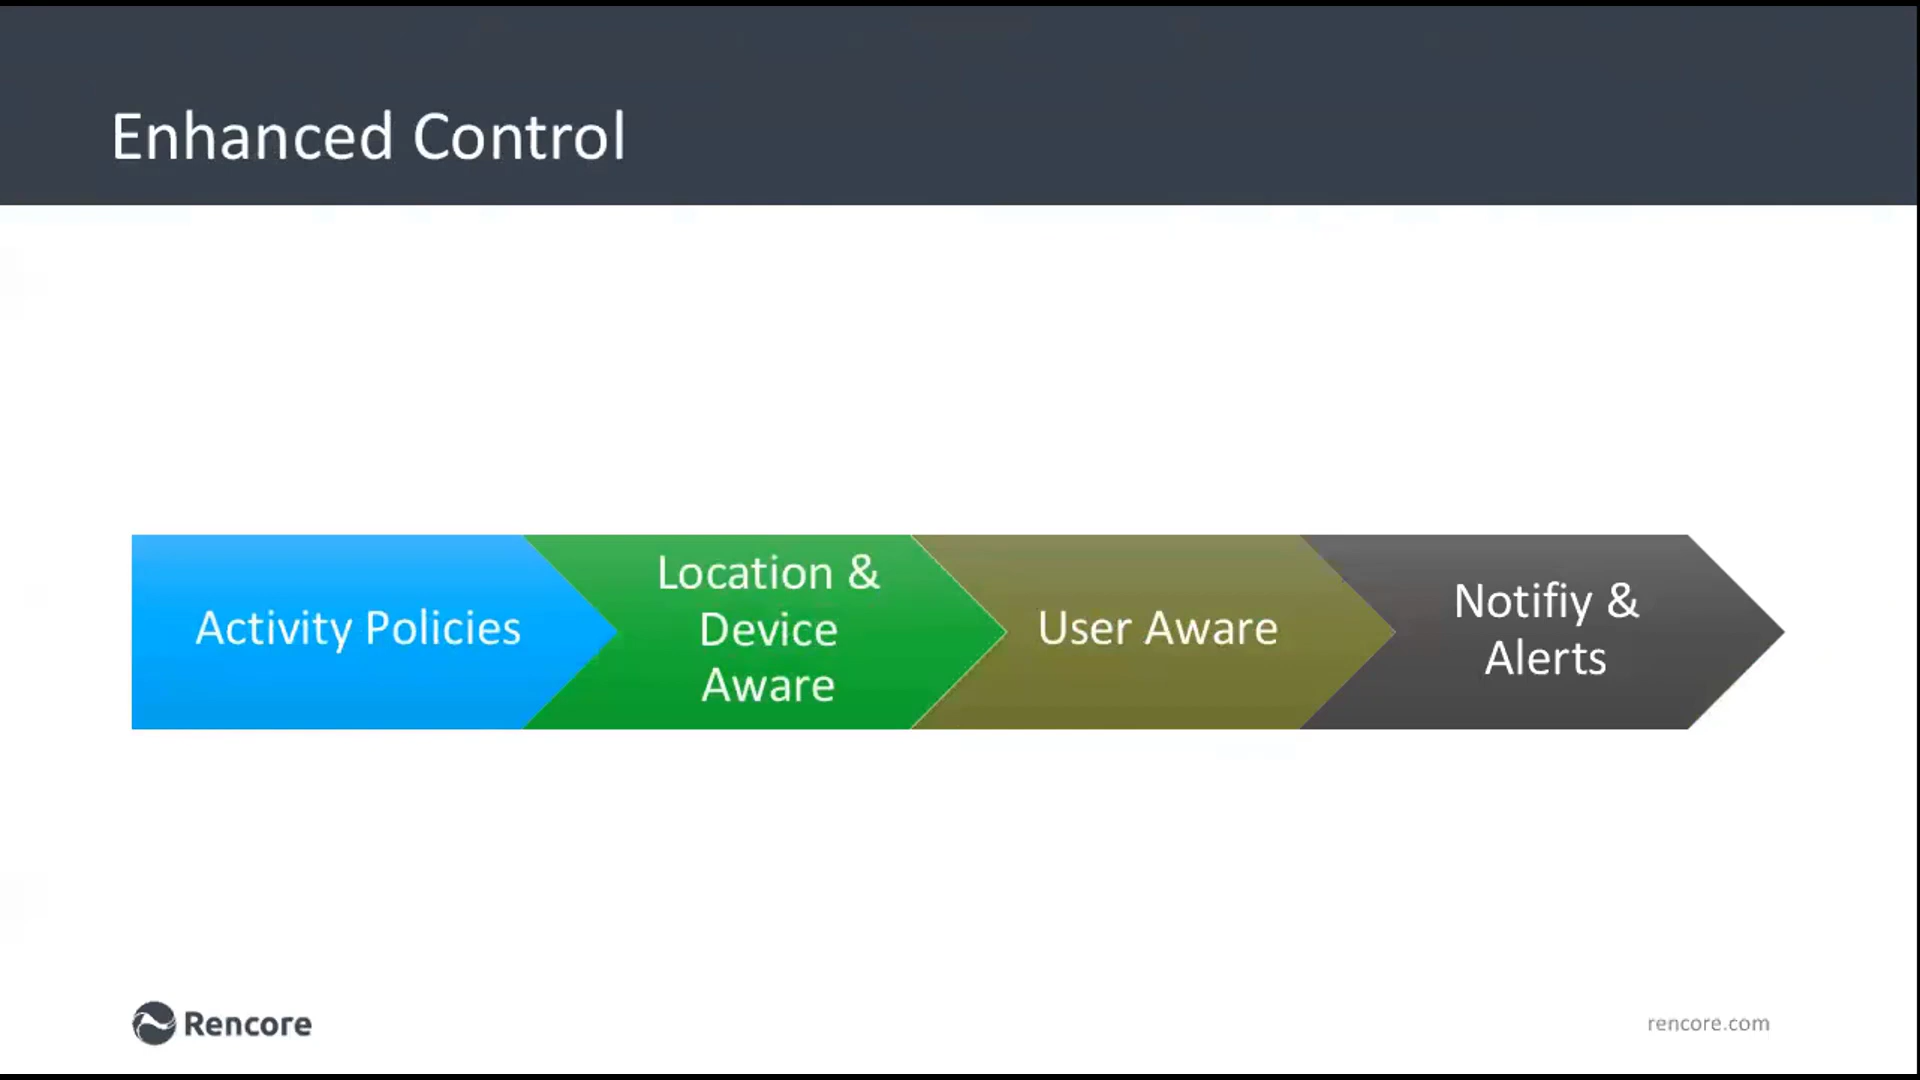 Enhanced Control
Activity Policies
Location &
Device
Aware
User Aware
Notifiy &
Alerts
Rencore
rencore.com